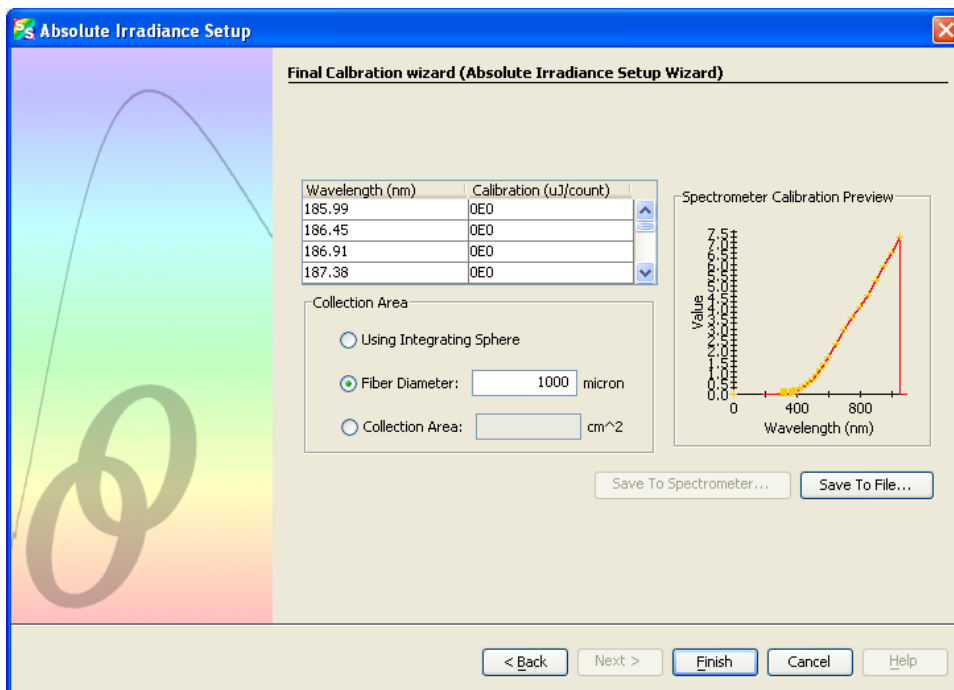 Absolute Irradiance Setup
Final Calbration wizard (Absolute Irradiance Setup Wizard)
Wavelength (nm) Calibration (uJ/count)
185.99 0E0
186.45 0E0
186.91 0E0
187.38 0E0
Collection Area
Using Integrating Sphere
Fiber Diameter: 1000 micron
Collection Area: cm^2
Spectrometer Calibration Preview
7.5
7.0
6.5
6.0
5.5
5.0
4.5
4.0
3.5
3.0
2.5
2.0
1.5
1.0
0.5
0.0
Value
0 400 800
Wavelength (nm)
Save To Spectrometer... Save To File...
< Back Next > Finish Cancel Help